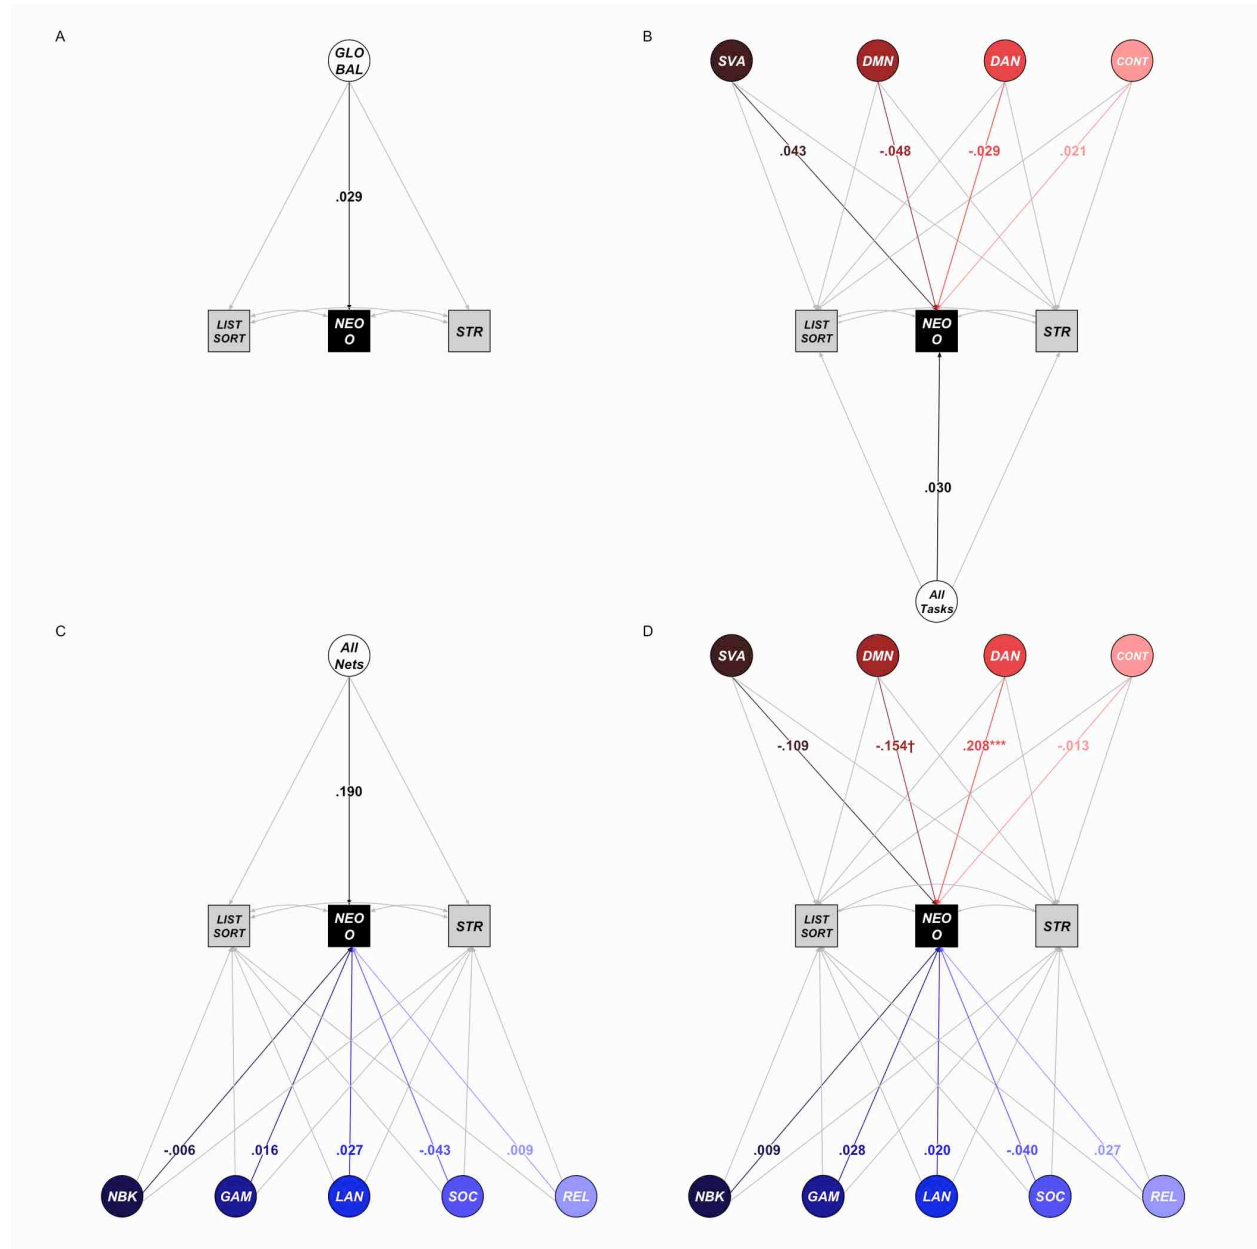 A
GLO
BAL
.029
LIST
SORT
NEO
O
STR
B
SVA
DMN
DAN
CONT
.043
-.048
-.029
.021
LIST
SORT
NEO
O
STR
.030
All
Tasks
C
All
Nets
.190
LIST
SORT
NEO
O
STR
-.006
.016
.027
-.043
.009
NBK
GAM
LAN
SOC
REL
D
SVA
DMN
DAN
CONT
-.109
-.154†
.208***
-.013
LIST
SORT
NEO
O
STR
.009
.028
.020
-.040
.027
NBK
GAM
LAN
SOC
REL